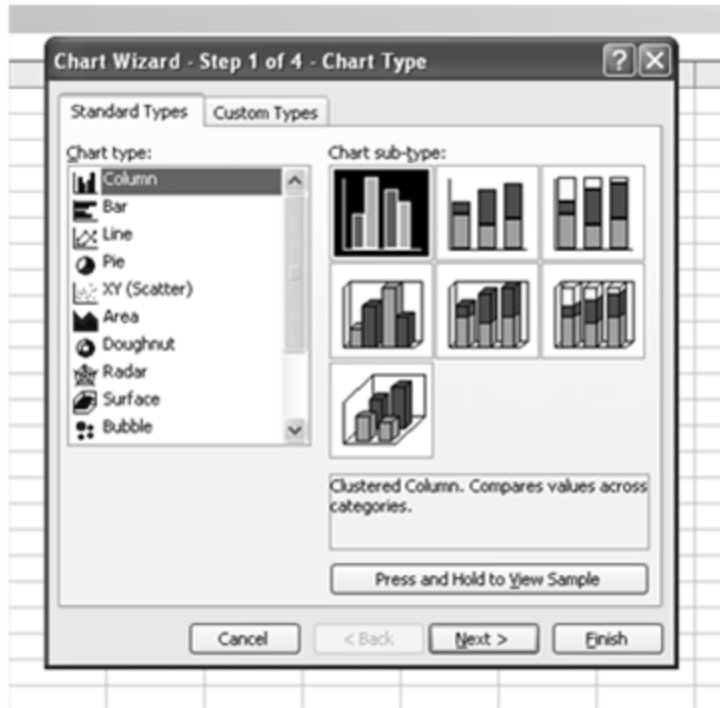 Chart Wizard - Step 1 of 4 - Chart Type
Standard Types
Custom Types
Chart type:
Column
Bar
Line
Pie
XY (Scatter)
Area
Doughnut
Radar
Surface
Bubble
Chart sub-type:
Clustered Column. Compares values across
categories.
Press and Hold to View Sample
Cancel
< Back
Next >
Finish